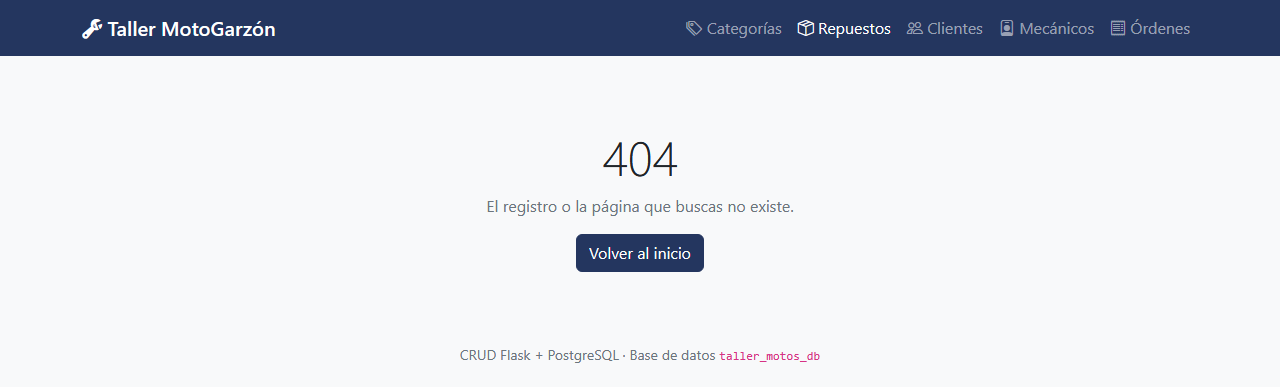 Taller MotoGarzón Categorías Repuestos Clientes Mecánicos Órdenes
404
El registro o la página que buscas no existe.
Volver al inicio
CRUD Flask + PostgreSQL · Base de datos taller_motos_db